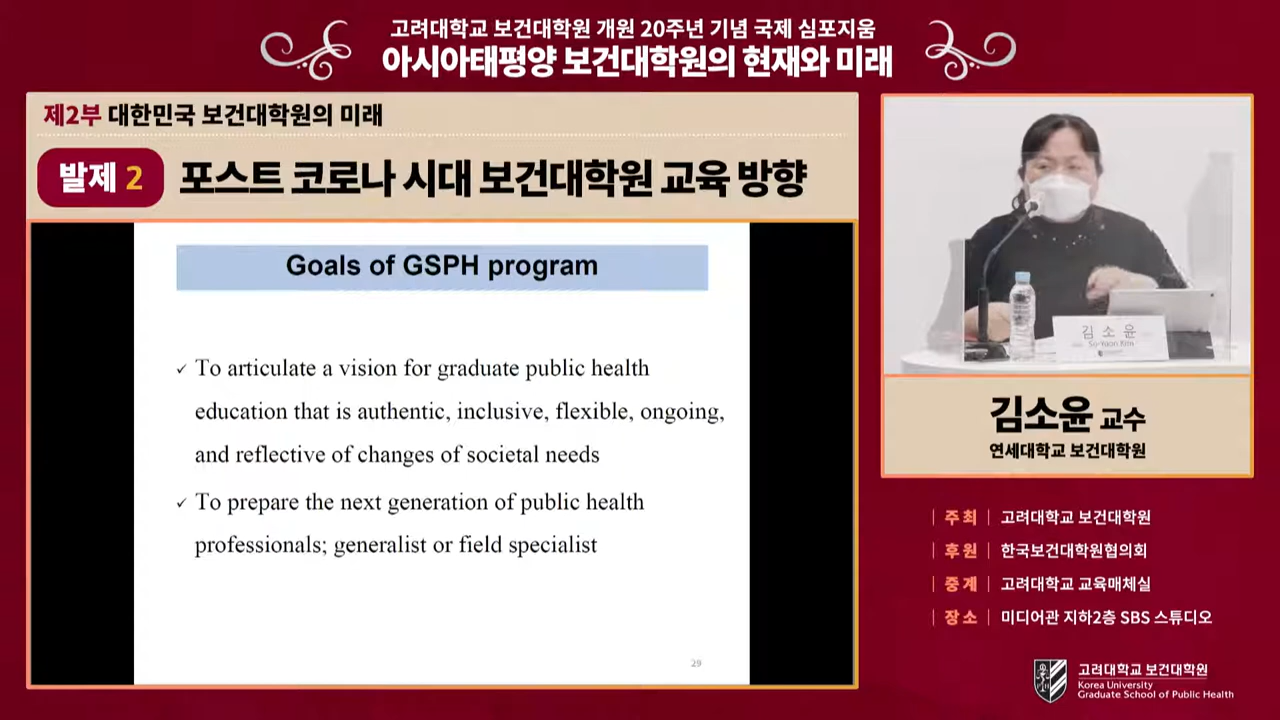 고려대학교 보건대학원 개원 20주년 기념 국제 심포지움
아시아태평양 보건대학원의 현재와 미래
제2부 대한민국 보건대학원의 미래
발제 2 포스트 코로나 시대 보건대학원 교육 방향
Goals of GSPH program
✓ To articulate a vision for graduate public health
education that is authentic, inclusive, flexible, ongoing,
and reflective of changes of societal needs
✓ To prepare the next generation of public health
professionals; generalist or field specialist
29
김 소 윤
김소윤 교수
연세대학교 보건대학원
| 주 최 | 고려대학교 보건대학원
| 후 원 | 한국보건대학원협의회
| 중 계 | 고려대학교 교육매체실
| 장 소 | 미디어관 지하2층 SBS 스튜디오
고려대학교 보건대학원
Korea University
Graduate School of Public Health